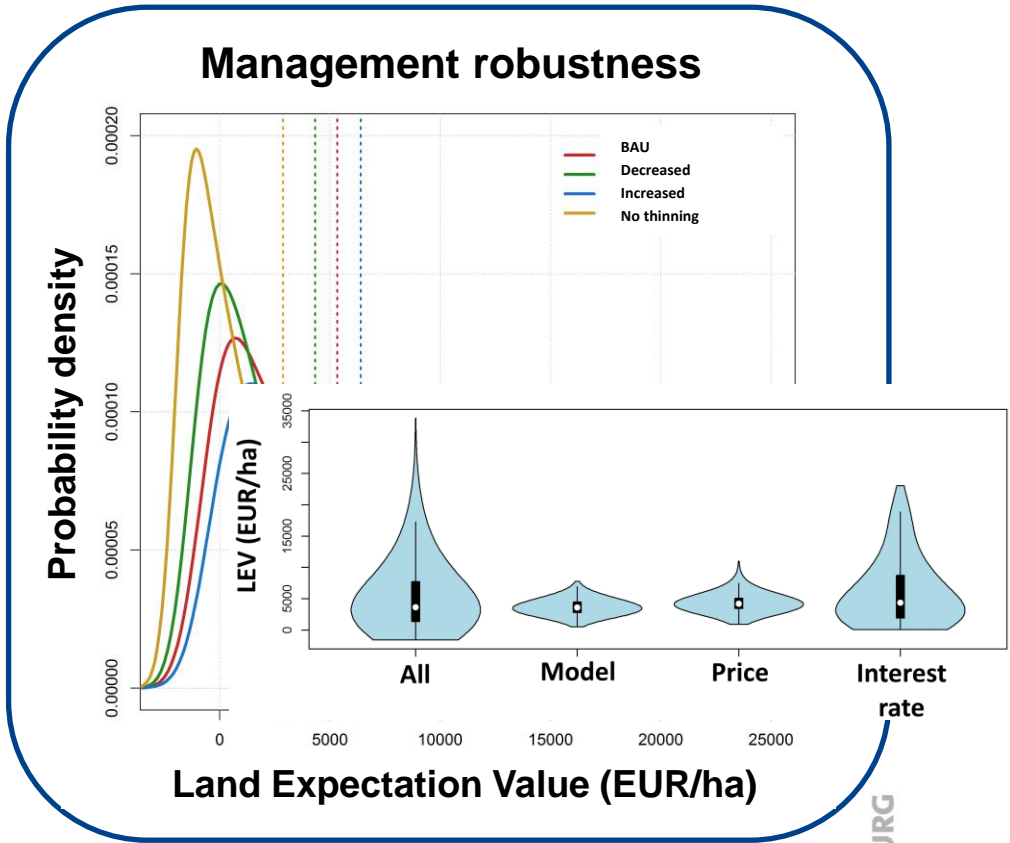 Management robustness
Probability density
0.00020
0.00015
0.00010
0.00005
0.00000
BAU
Decreased
Increased
No thinning
LEV (EUR/ha)
35000
25000
15000
5000
0
All
Model
Price
Interest
rate
0
5000
10000
15000
20000
25000
Land Expectation Value (EUR/ha)
URG